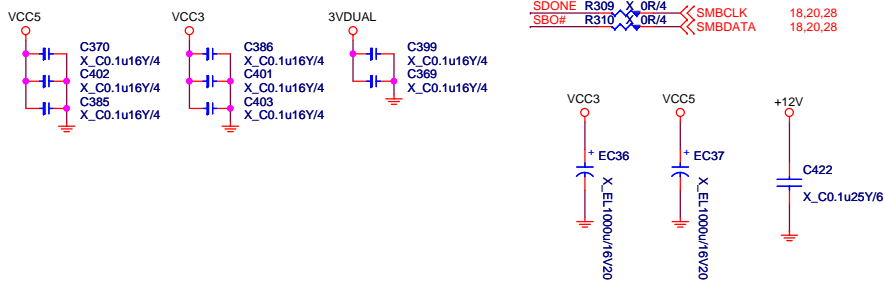 SDONE R309 X_0R/4 SMBCLK 18,20,28
SBO# R310 X_0R/4 SMBDATA 18,20,28
VCC5
C370
X_C0.1u16Y/4
C402
X_C0.1u16Y/4
C385
X_C0.1u16Y/4
VCC3
C386
X_C0.1u16Y/4
C401
X_C0.1u16Y/4
C403
X_C0.1u16Y/4
3VDUAL
C399
X_C0.1u16Y/4
C369
X_C0.1u16Y/4
VCC3
+ EC36
X_EL1000u/16V20
VCC5
+ EC37
X_EL1000u/16V20
+12V
C422
X_C0.1u25Y/6